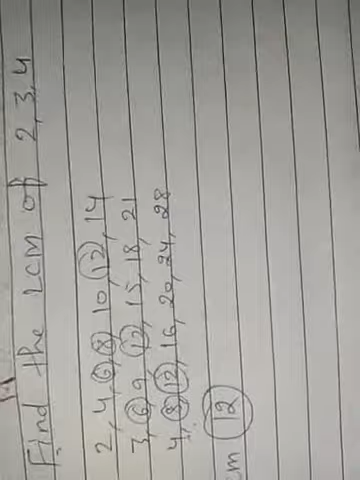 Find the LCM of 2,3,4
2, 4, 6, 8, 10, 12, 14
3, 6, 9, 12, 15, 18, 21
4, 8, 12, 16, 20, 24, 28
cm 12